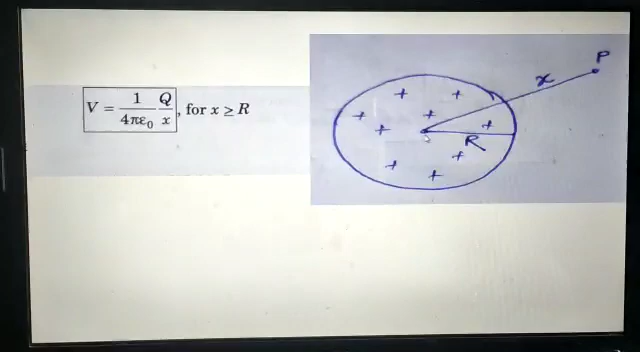 V = 1/4πε₀ Q/x, for x ≥ R
P
x
R